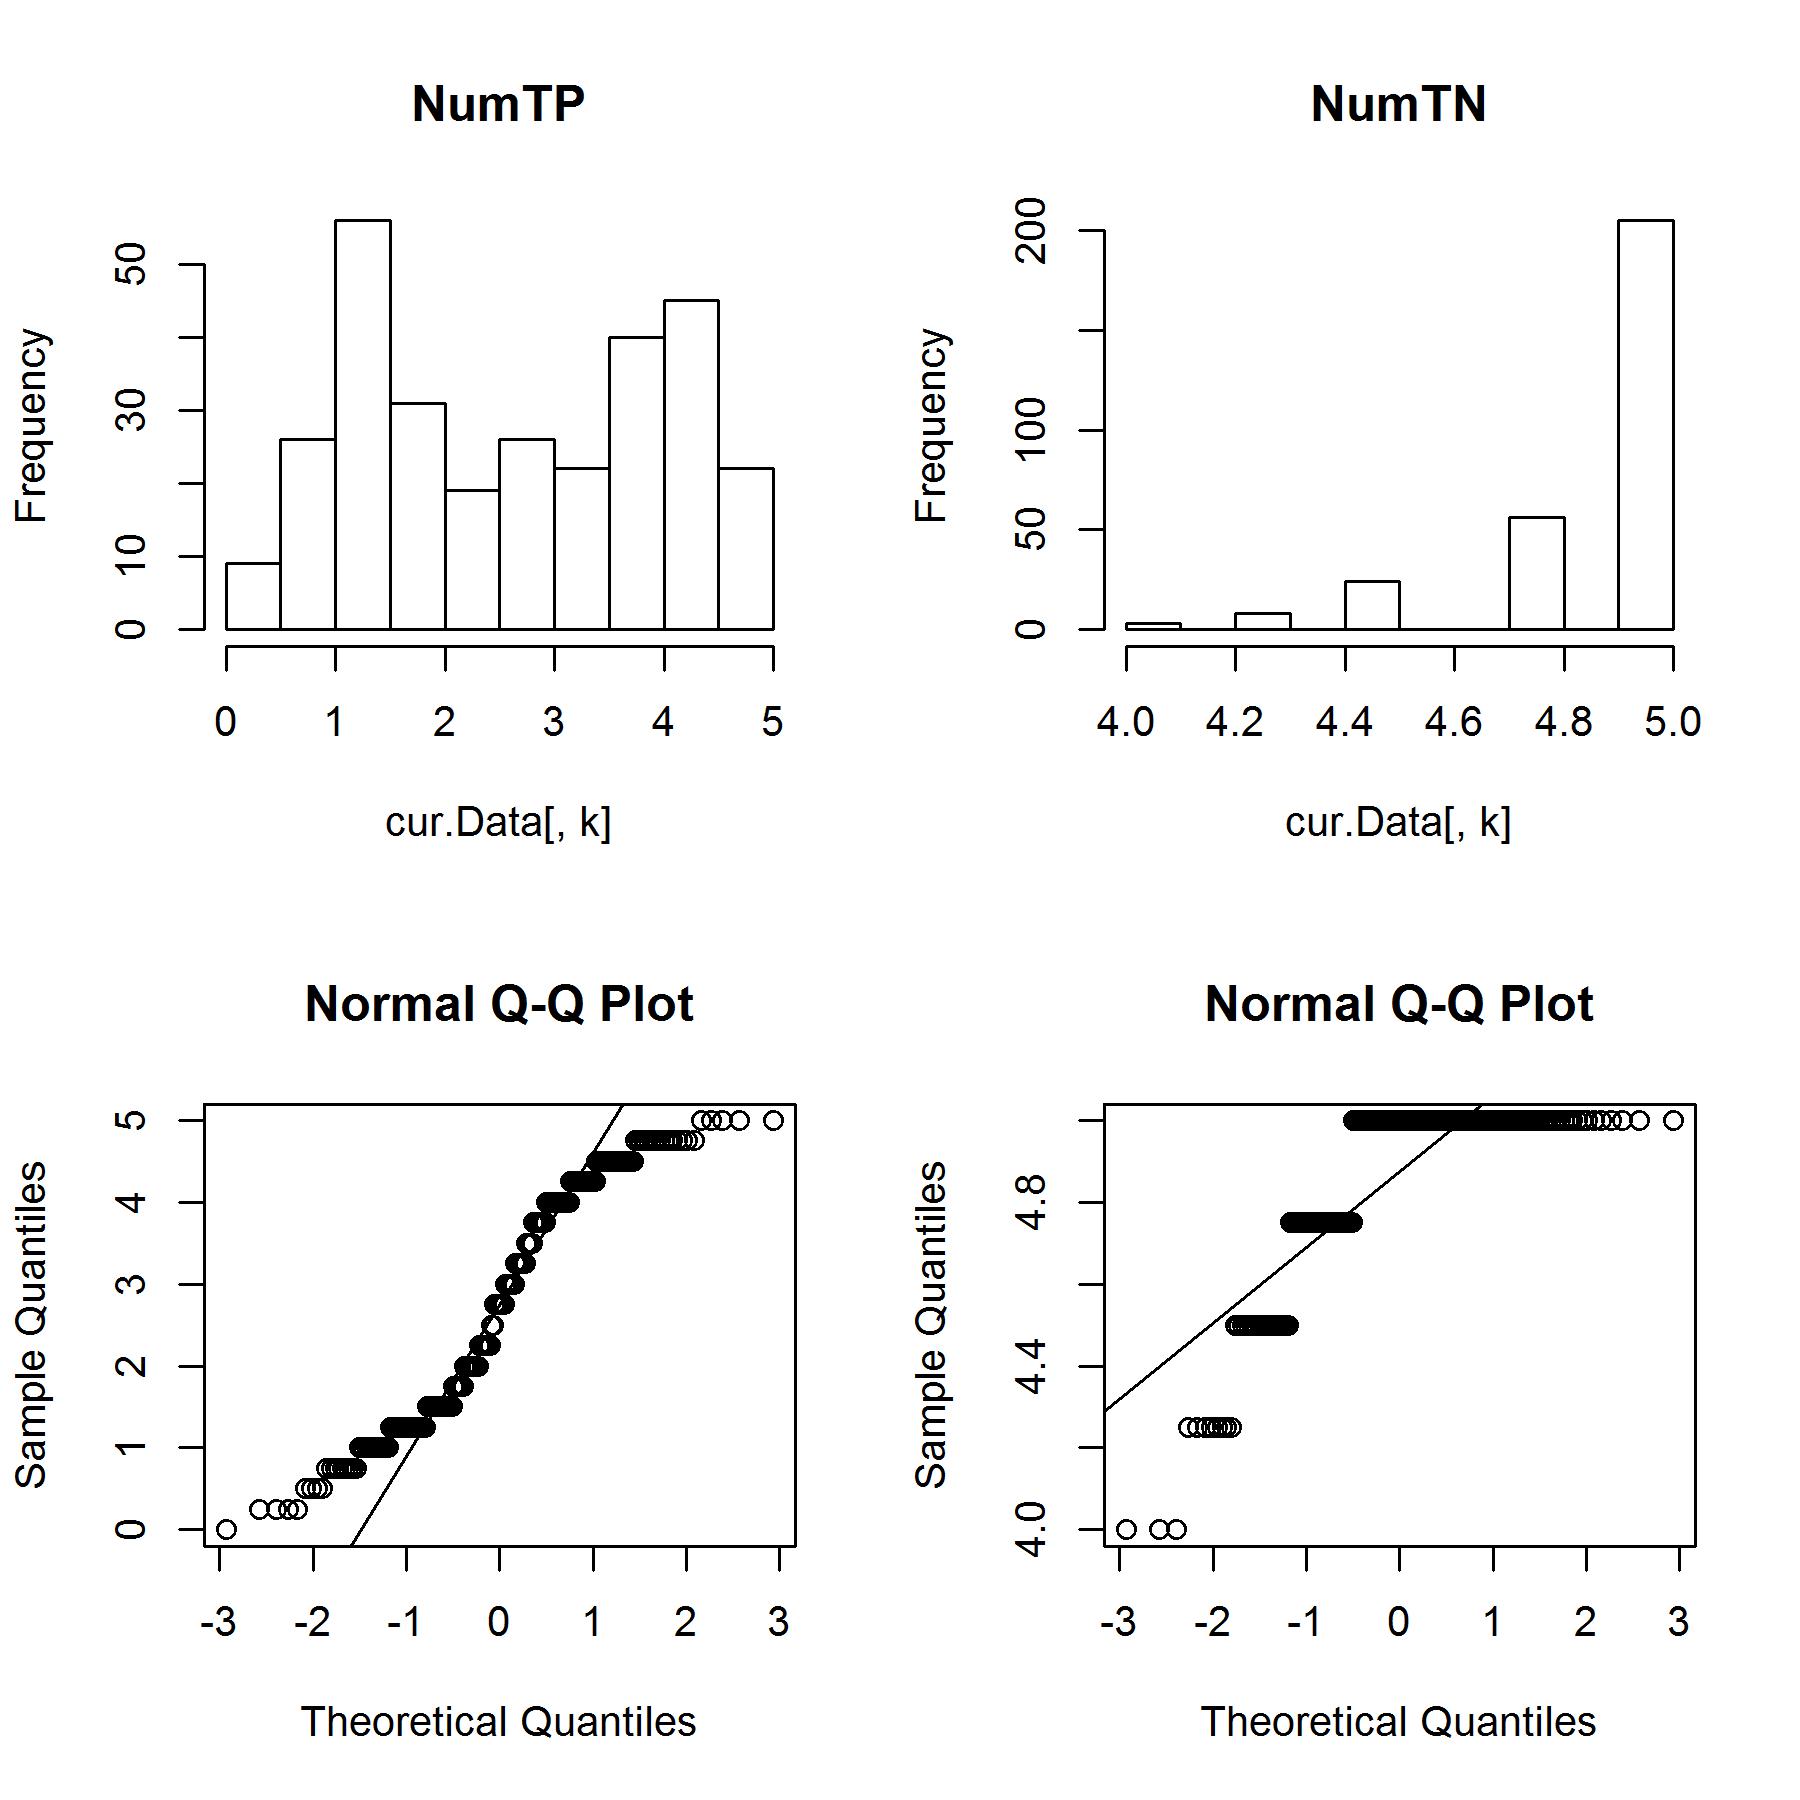 NumTP
50
30
10
0
Frequency
0 1 2 3 4 5
cur.Data[, k]
NumTN
200
100
50
0
Frequency
4.0 4.2 4.4 4.6 4.8 5.0
cur.Data[, k]
Normal Q-Q Plot
5
4
3
2
1
0
Sample Quantiles
-3 -2 -1 0 1 2 3
Theoretical Quantiles
Normal Q-Q Plot
4.8
4.4
4.0
Sample Quantiles
-3 -2 -1 0 1 2 3
Theoretical Quantiles